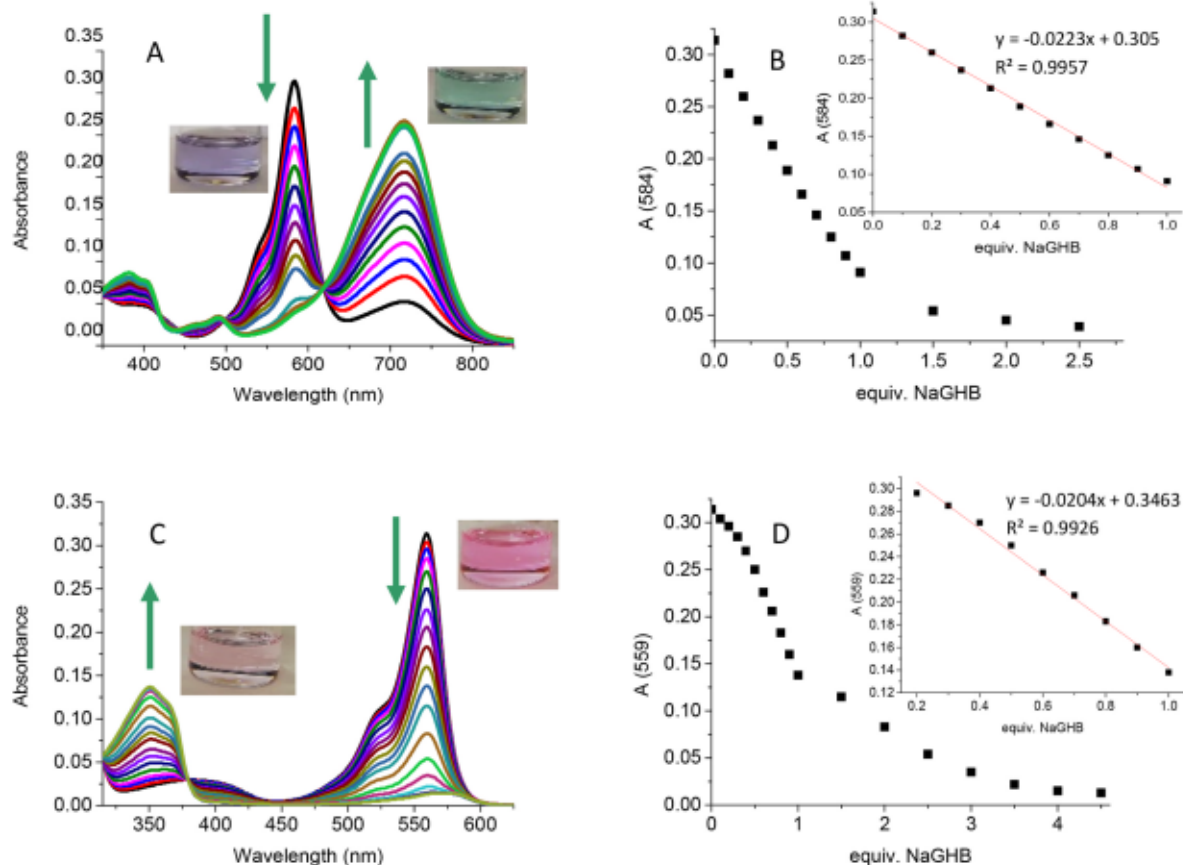 A
0.35
0.30
0.25
0.20
0.15
0.10
0.05
0.00
Absorbance
400 500 600 700 800
Wavelength (nm)
B
0.30
0.25
0.20
0.15
0.10
0.05
A (584)
0.0 0.5 1.0 1.5 2.0 2.5
equiv. NaGHB
y = -0.0223x + 0.305
R² = 0.9957
0.30
0.25
0.20
0.15
0.10
0.05
A (584)
0.0 0.2 0.4 0.6 0.8 1.0
equiv. NaGHB
C
0.35
0.30
0.25
0.20
0.15
0.10
0.05
0.00
Absorbance
350 400 450 500 550 600
Wavelength (nm)
D
0.30
0.25
0.20
0.15
0.10
0.05
0.00
A (559)
0 1 2 3 4
equiv. NaGHB
y = -0.0204x + 0.3463
R² = 0.9926
0.30
0.28
0.26
0.24
0.22
0.20
0.18
0.16
0.14
0.12
A (559)
0.2 0.4 0.6 0.8 1.0
equiv. NaGHB